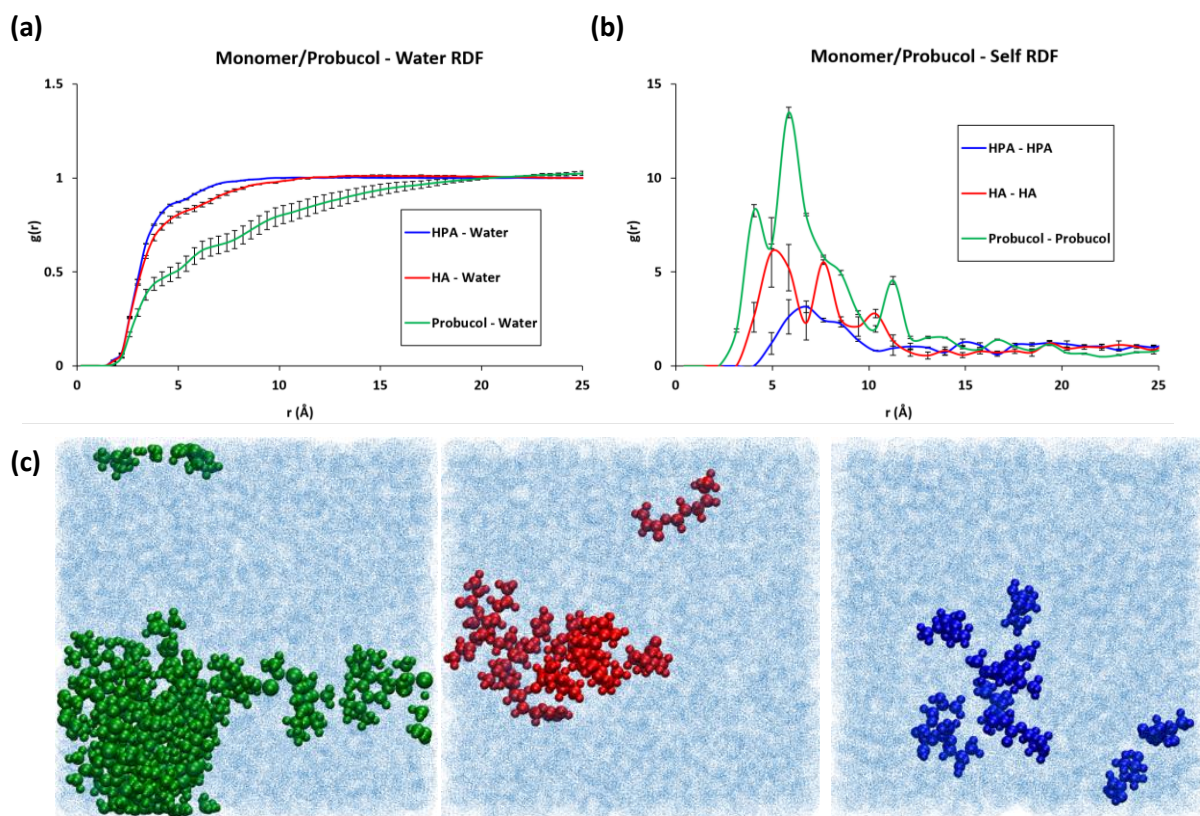 (a)
Monomer/Probucol - Water RDF
1.5
1
0.5
0
g(r)
0
5
10
15
20
25
r (Å)
HPA - Water
HA - Water
Probucol - Water
(b)
Monomer/Probucol - Self RDF
15
10
5
0
g(r)
0
5
10
15
20
25
r (Å)
HPA - HPA
HA - HA
Probucol - Probucol
(c)